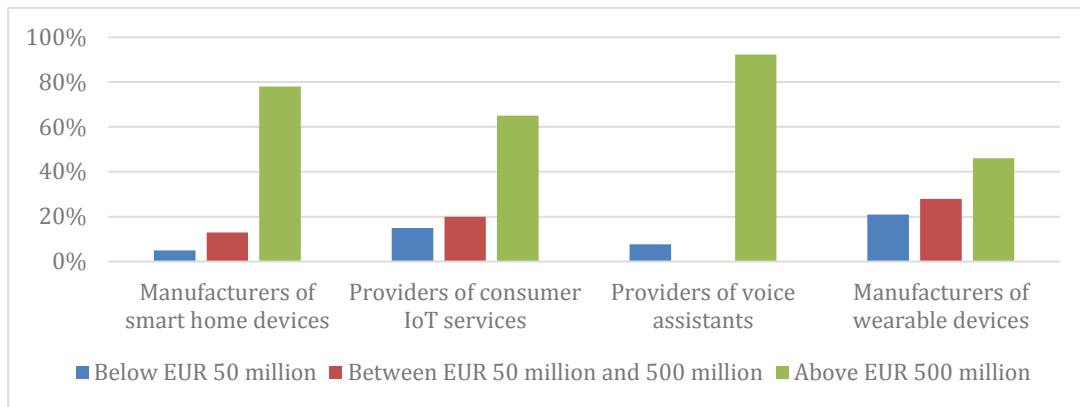 100%
80%
60%
40%
20%
0%
Manufacturers of
smart home devices
Providers of consumer
IoT services
Providers of voice
assistants
Manufacturers of
wearable devices
Below EUR 50 million
Between EUR 50 million and 500 million
Above EUR 500 million